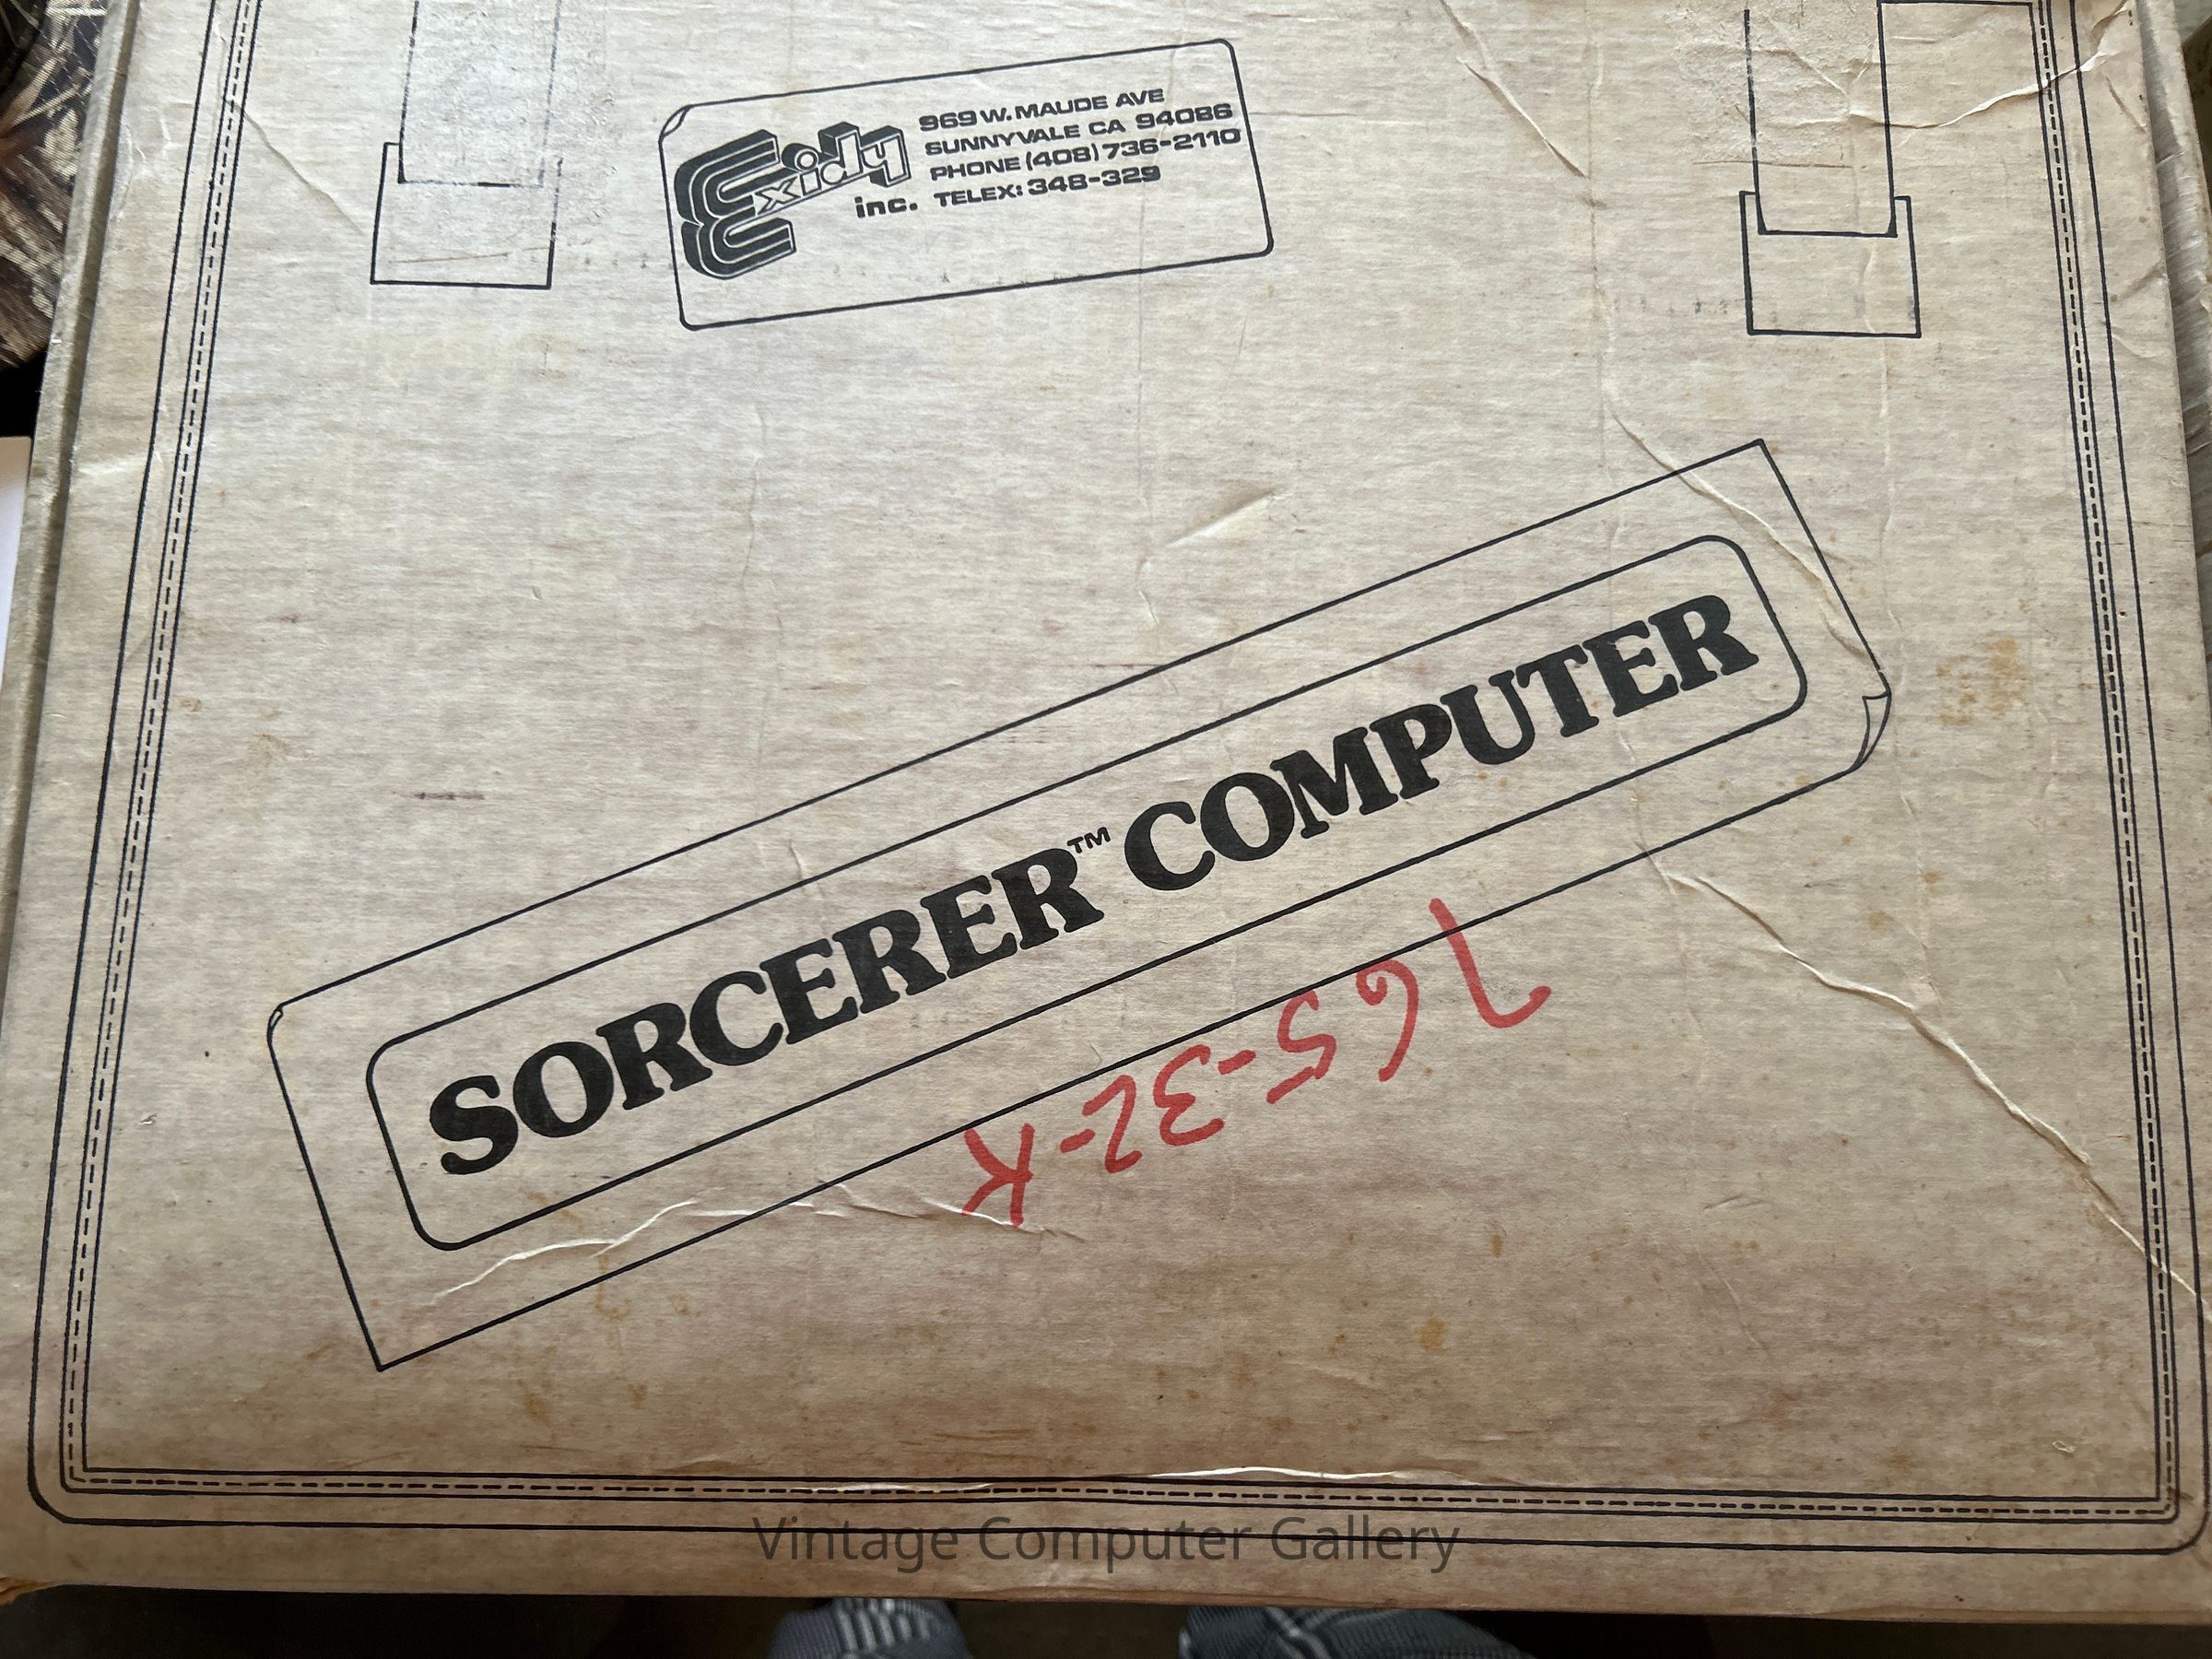 Exidy inc.
969 W. MAUDE AVE
SUNNYVALE CA 94086
PHONE (408) 736-2110
TELEX: 348-329
SORCERER™ COMPUTER
765-32-K
Vintage Computer Gallery